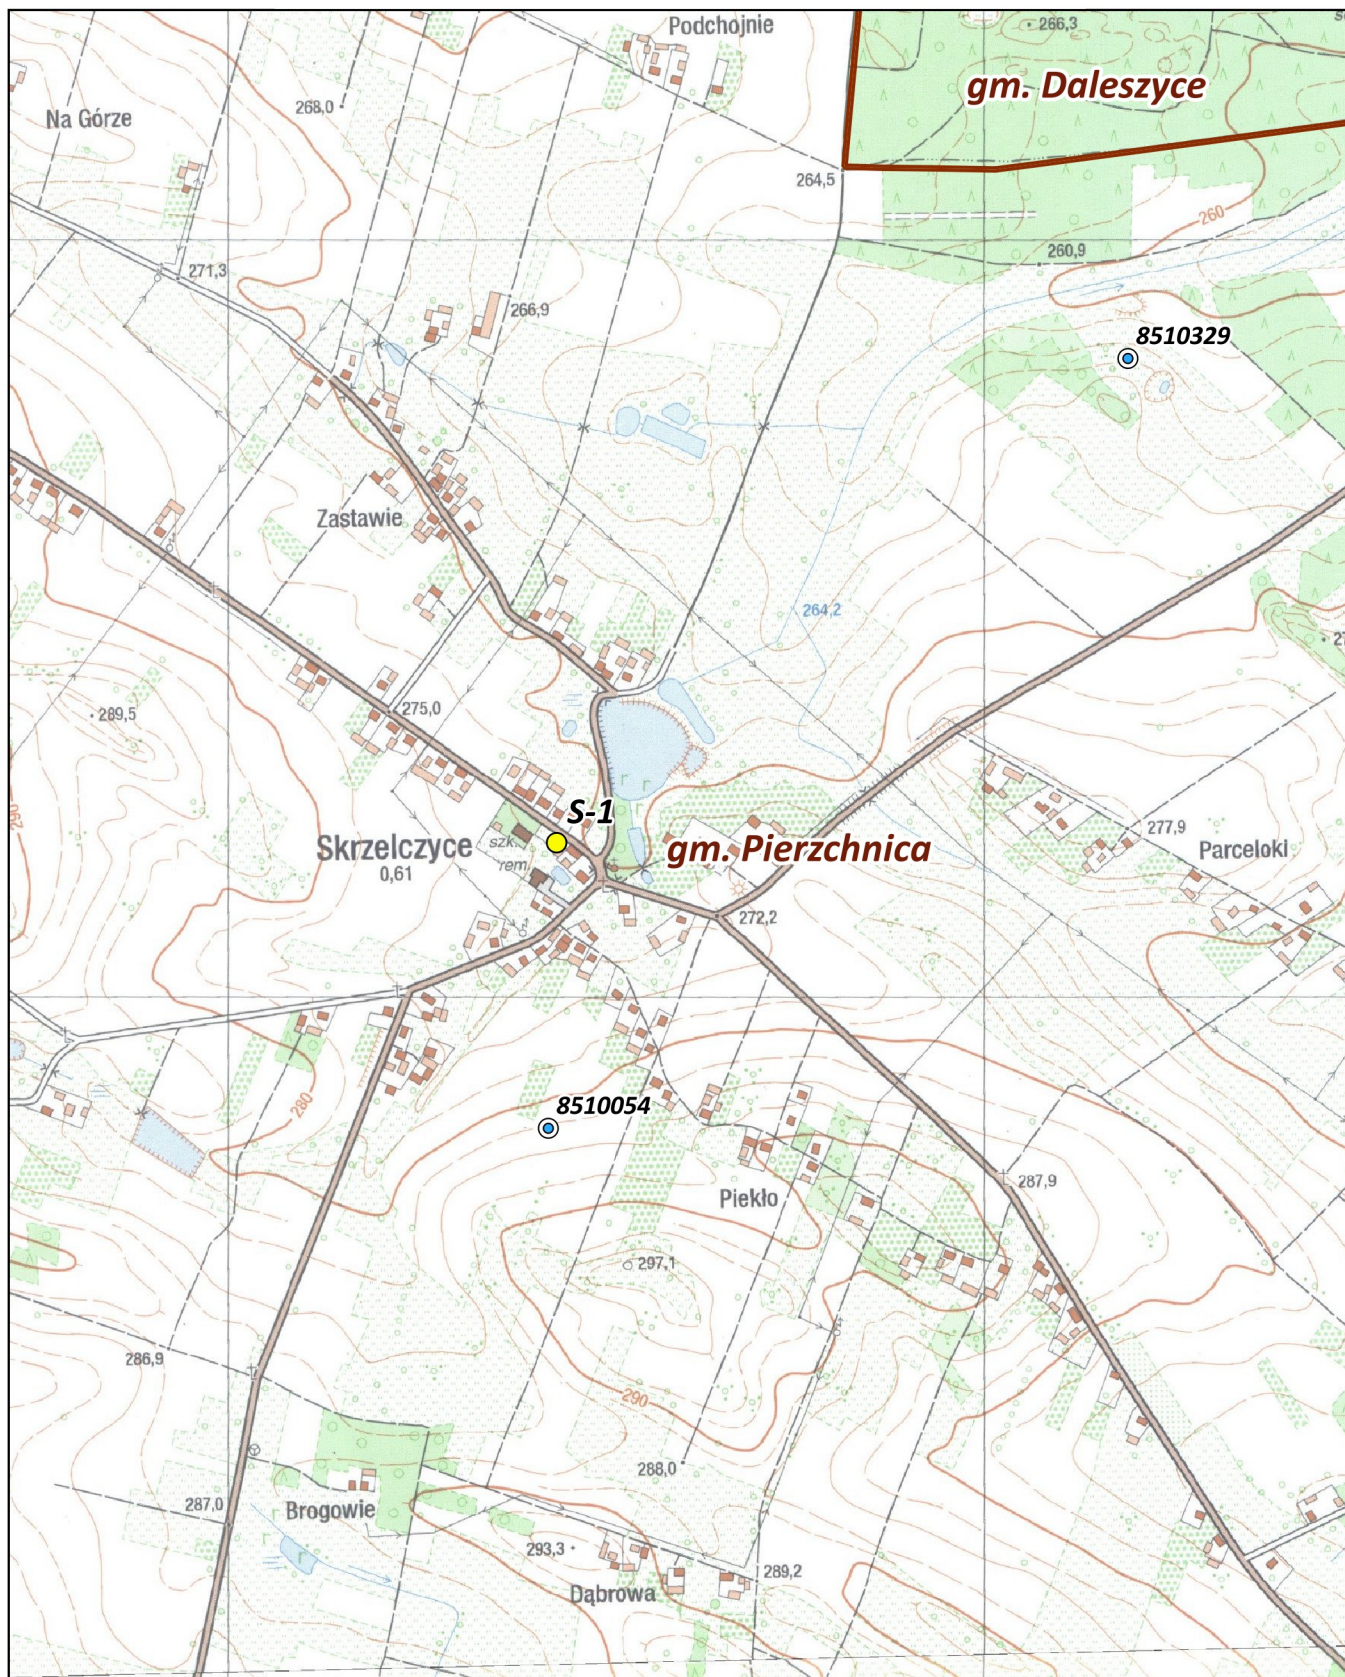 Podchojnie
266,3
gm. Daleszyce
268,0
Na Górze
264,5
260
260,9
271,3
266,9
8510329
Zastawie
264,2
289,5
275,0
290
S-1
277,9
szk.
Skrzelczyce
gm. Pierzchnica
Parceloki
rem.
0,61
272,2
280
8510054
287,9
Piekło
297,1
286,9
290
288,0
287,0
Brogowie
293,3
289,2
Dąbrowa